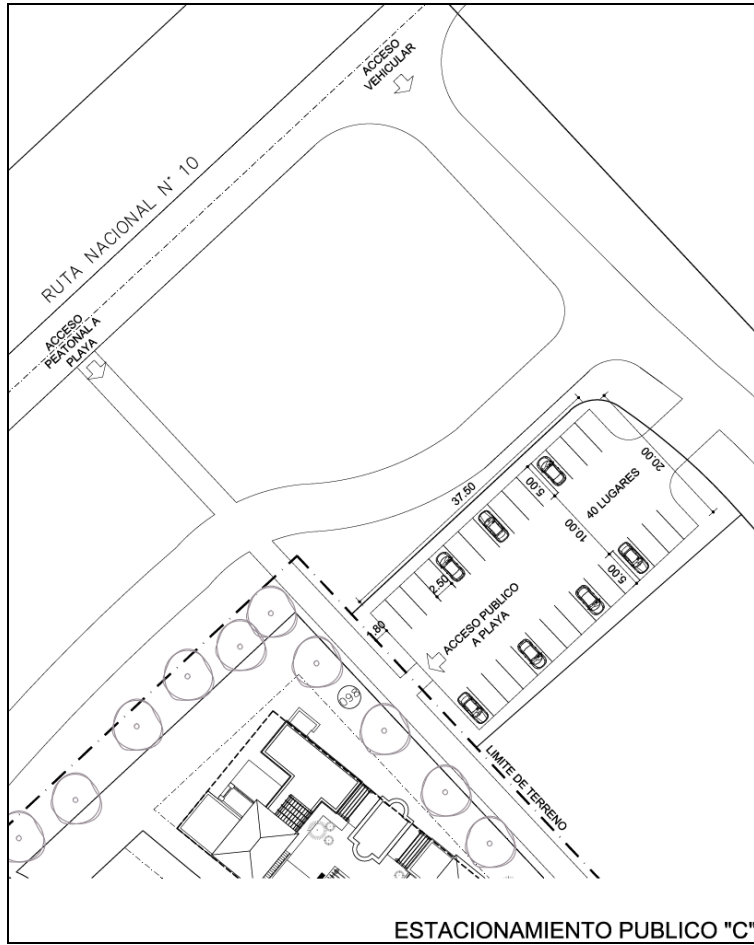 ACCESO
VEHICULAR
RUTA NACIONAL N° 10
ACCESO
PEATONAL A
PLAYA
37.50
20.00
5.00
40 LUGARES
10.00
5.00
2.50
1.80
ACCESO PUBLICO
A PLAYA
098
LIMITE DE TERRENO
ESTACIONAMIENTO PUBLICO "C"